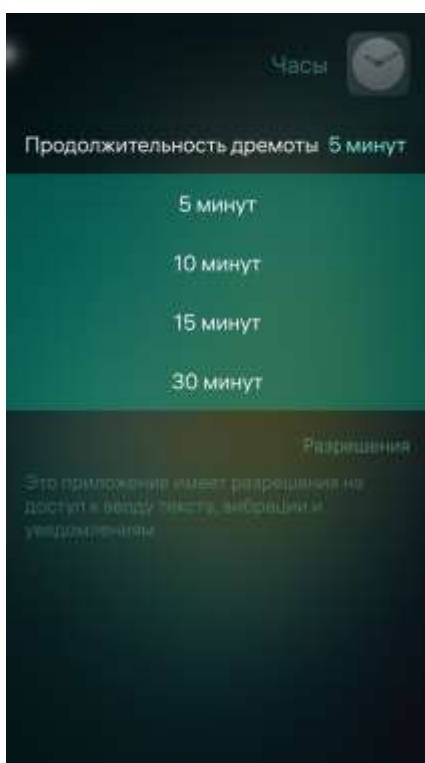 Часы
Продолжительность дремоты 5 минут
5 минут
10 минут
15 минут
30 минут
Разрешения
Это приложение имеет разрешения на
доступ к вводу текста, вибрации и
уведомлениям